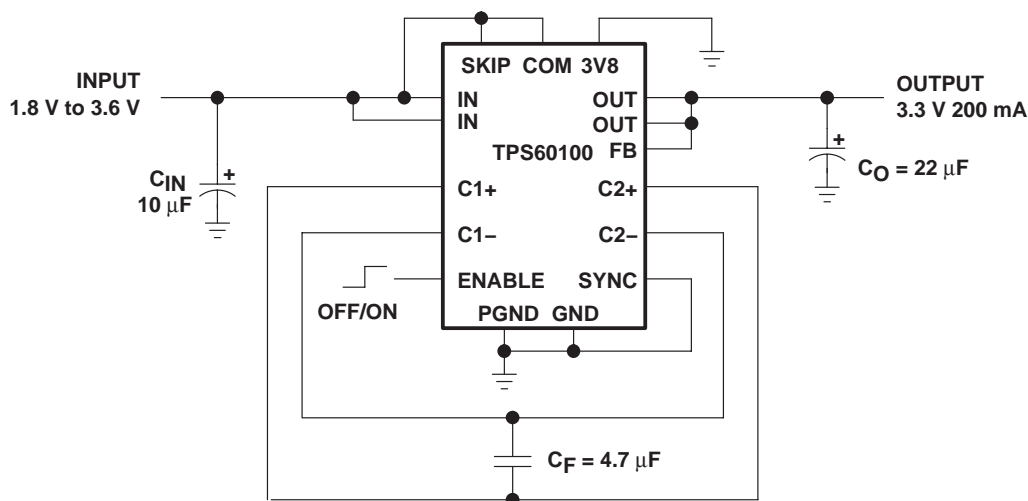 SKIP COM 3V8
INPUT
1.8 V to 3.6 V
IN
IN
OUT
OUT
TPS60100 FB
OUTPUT
3.3 V 200 mA
CIN
10 μF
+
+
CO = 22 μF
C1+
C2+
C1–
C2–
ENABLE
SYNC
OFF/ON
PGND GND
CF = 4.7 μF